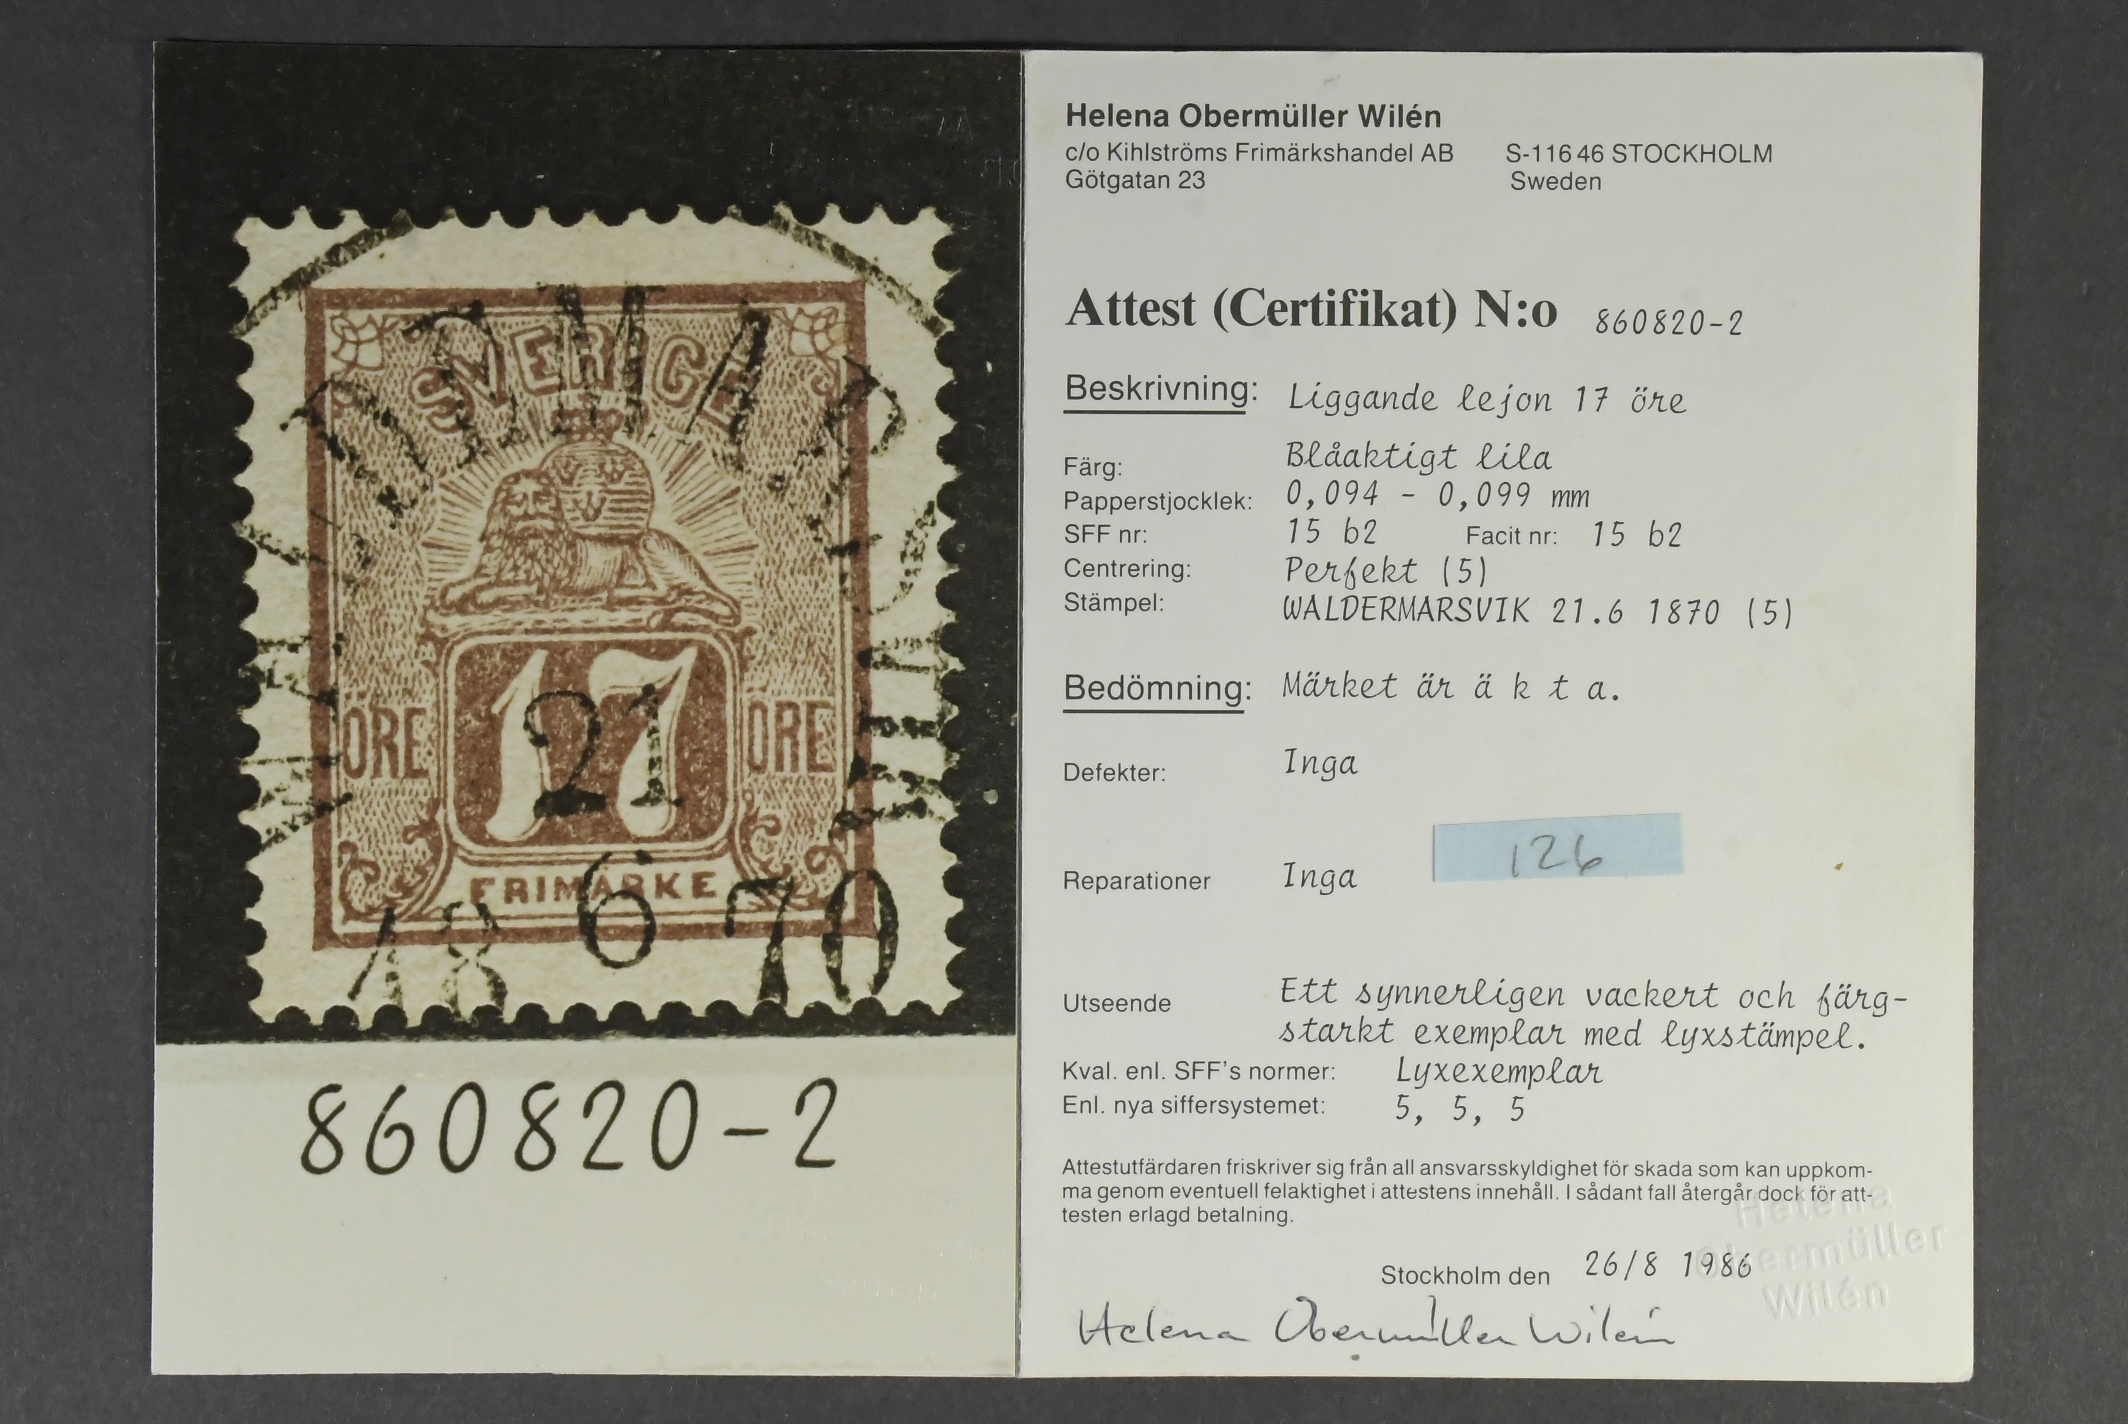 SVERIGE
17
ÖRE
ÖRE
FRIMÄRKE
21
6
18 70
860820-2
Helena Obermüller Wilén
c/o Kihlströms Frimärkshandel AB S-116 46 STOCKHOLM
Götgatan 23 Sweden
Attest (Certifikat) N:o 860820-2
Beskrivning: Liggande lejon 17 öre
Färg: Blåaktigt lila
Papperstjocklek: 0,094 - 0,099 mm
SFF nr: 15 b2 Facit nr: 15 b2
Centrering: Perfekt (5)
Stämpel: WALDERMARSVIK 21.6 1870 (5)
Bedömning: Märket är ä k t a.
Defekter: Inga
126
Reparationer Inga
Utseende Ett synnerligen vackert och färg-
starkt exemplar med lyxstämpel.
Kval. enl. SFF's normer: Lyxexemplar
Enl. nya siffersystemet: 5, 5, 5
Attestutfärdaren friskriver sig från all ansvarsskyldighet för skada som kan uppkom-
ma genom eventuell felaktighet i attestens innehåll. I sådant fall återgår dock för att-
testen erlagd betalning.
Helena
Obermüller
Wilén
Stockholm den 26/8 1986
Helena Obermüller Wilén